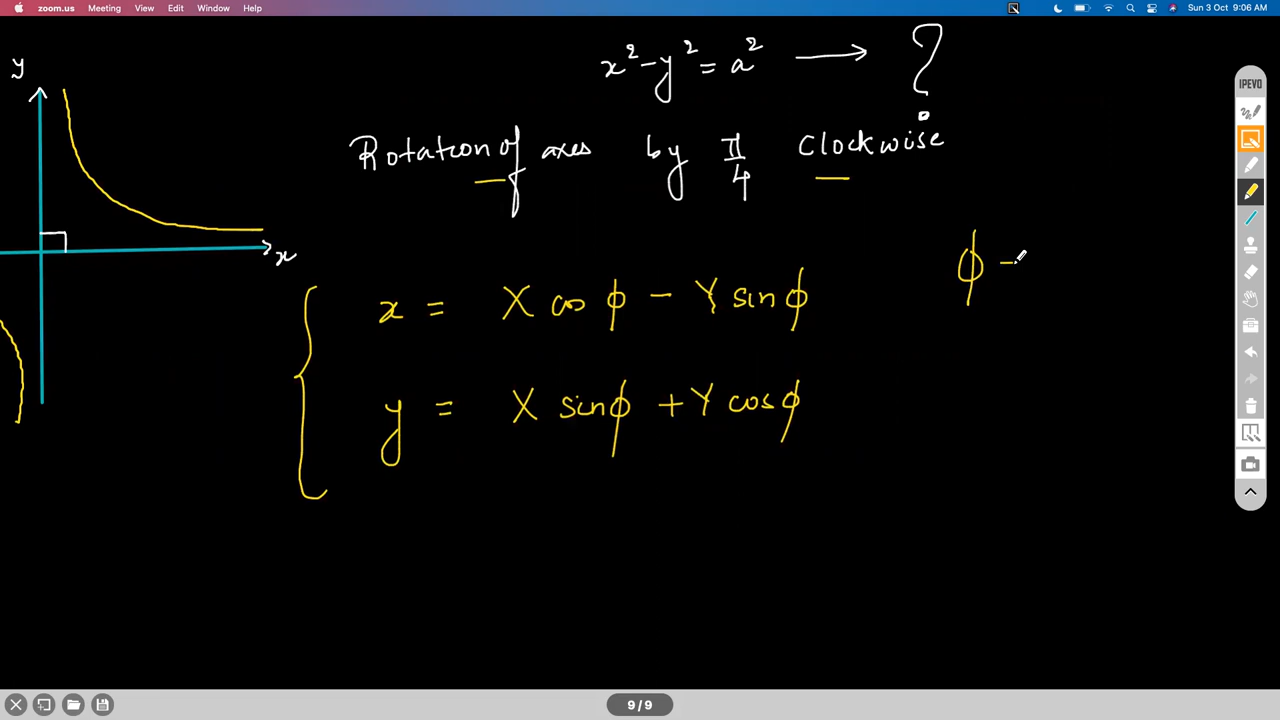 zoom.us Meeting View Edit Window Help Sun 3 Oct 9:06 AM
x² - y² = a² → ?
y
IPEVO
Rotation of axes by π/4 Clockwise
x
ϕ -
x = X cos ϕ - Y sin ϕ
y = X sin ϕ + Y cos ϕ
9/9